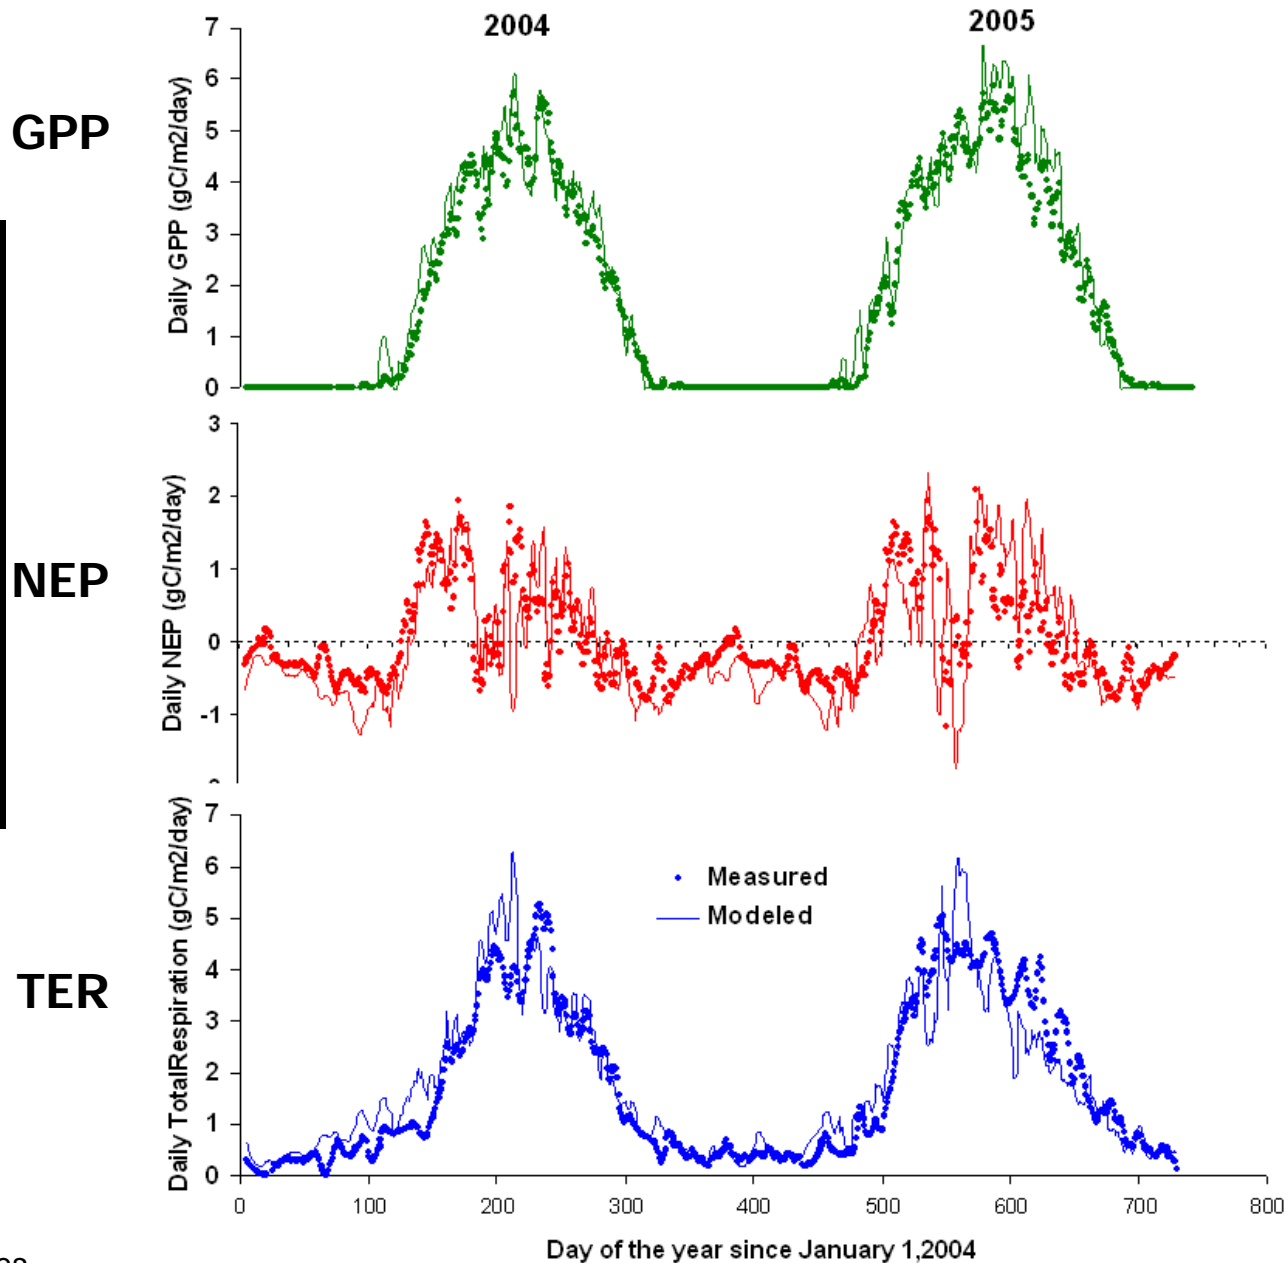 2004
2005
GPP
Daily GPP (gC/m2/day)
7
6
5
4
3
2
1
0
NEP
Daily NEP (gC/m2/day)
3
2
1
0
-1
TER
Daily TotalRespiration (gC/m2/day)
7
6
5
4
3
2
1
0
Measured
Modeled
0 100 200 300 400 500 600 700 800
Day of the year since January 1,2004